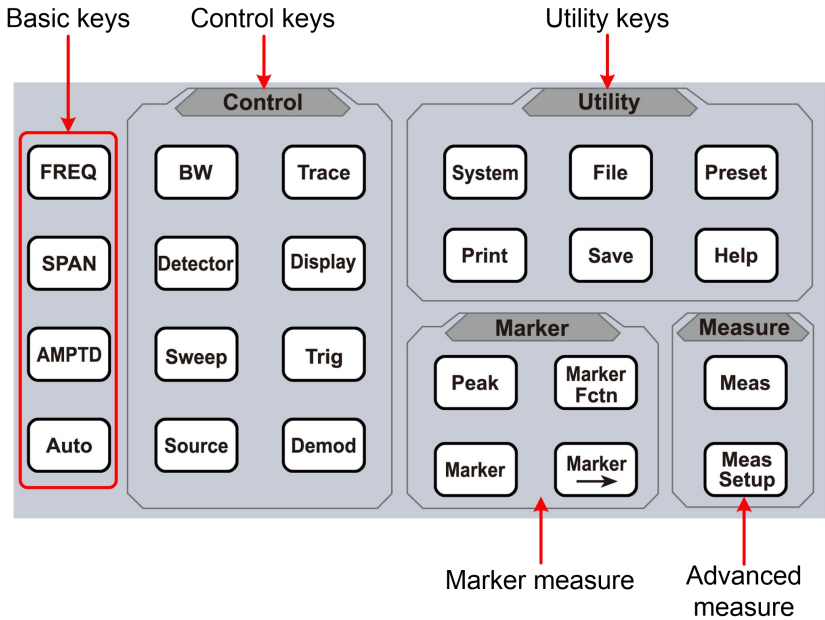 Basic keys
Control keys
Utility keys
Control
Utility
FREQ
BW
Trace
System
File
Preset
SPAN
Detector
Display
Print
Save
Help
Marker
Measure
AMPTD
Sweep
Trig
Peak
Marker
Fctn
Meas
Auto
Source
Demod
Marker
Marker
Meas
Setup
Marker measure
Advanced
measure